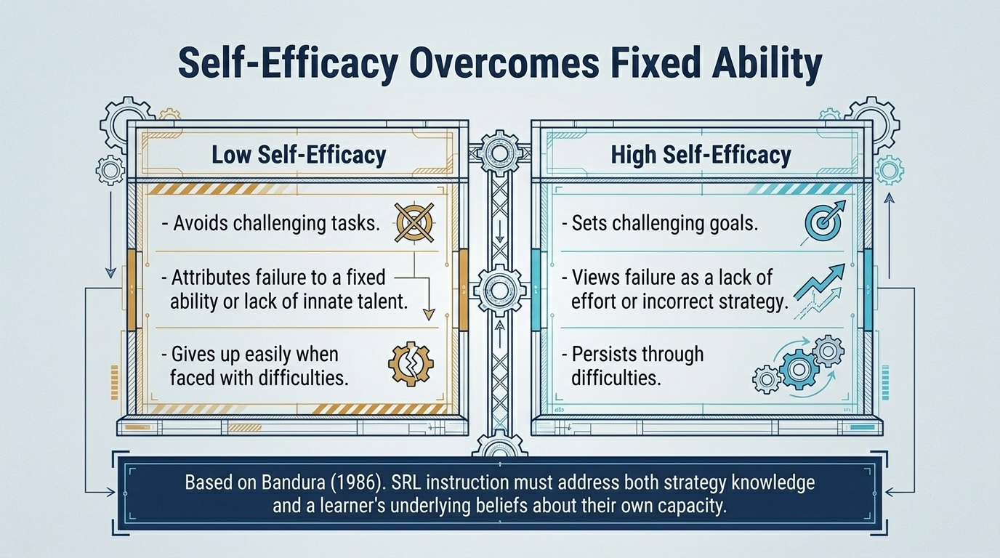 Self-Efficacy Overcomes Fixed Ability
Low Self-Efficacy
- Avoids challenging tasks.
- Attributes failure to a fixed
ability or lack of innate talent.
- Gives up easily when
faced with difficulties.
High Self-Efficacy
- Sets challenging goals.
- Views failure as a lack of
effort or incorrect strategy.
- Persists through
difficulties.
Based on Bandura (1986). SRL instruction must address both strategy knowledge
and a learner's underlying beliefs about their own capacity.